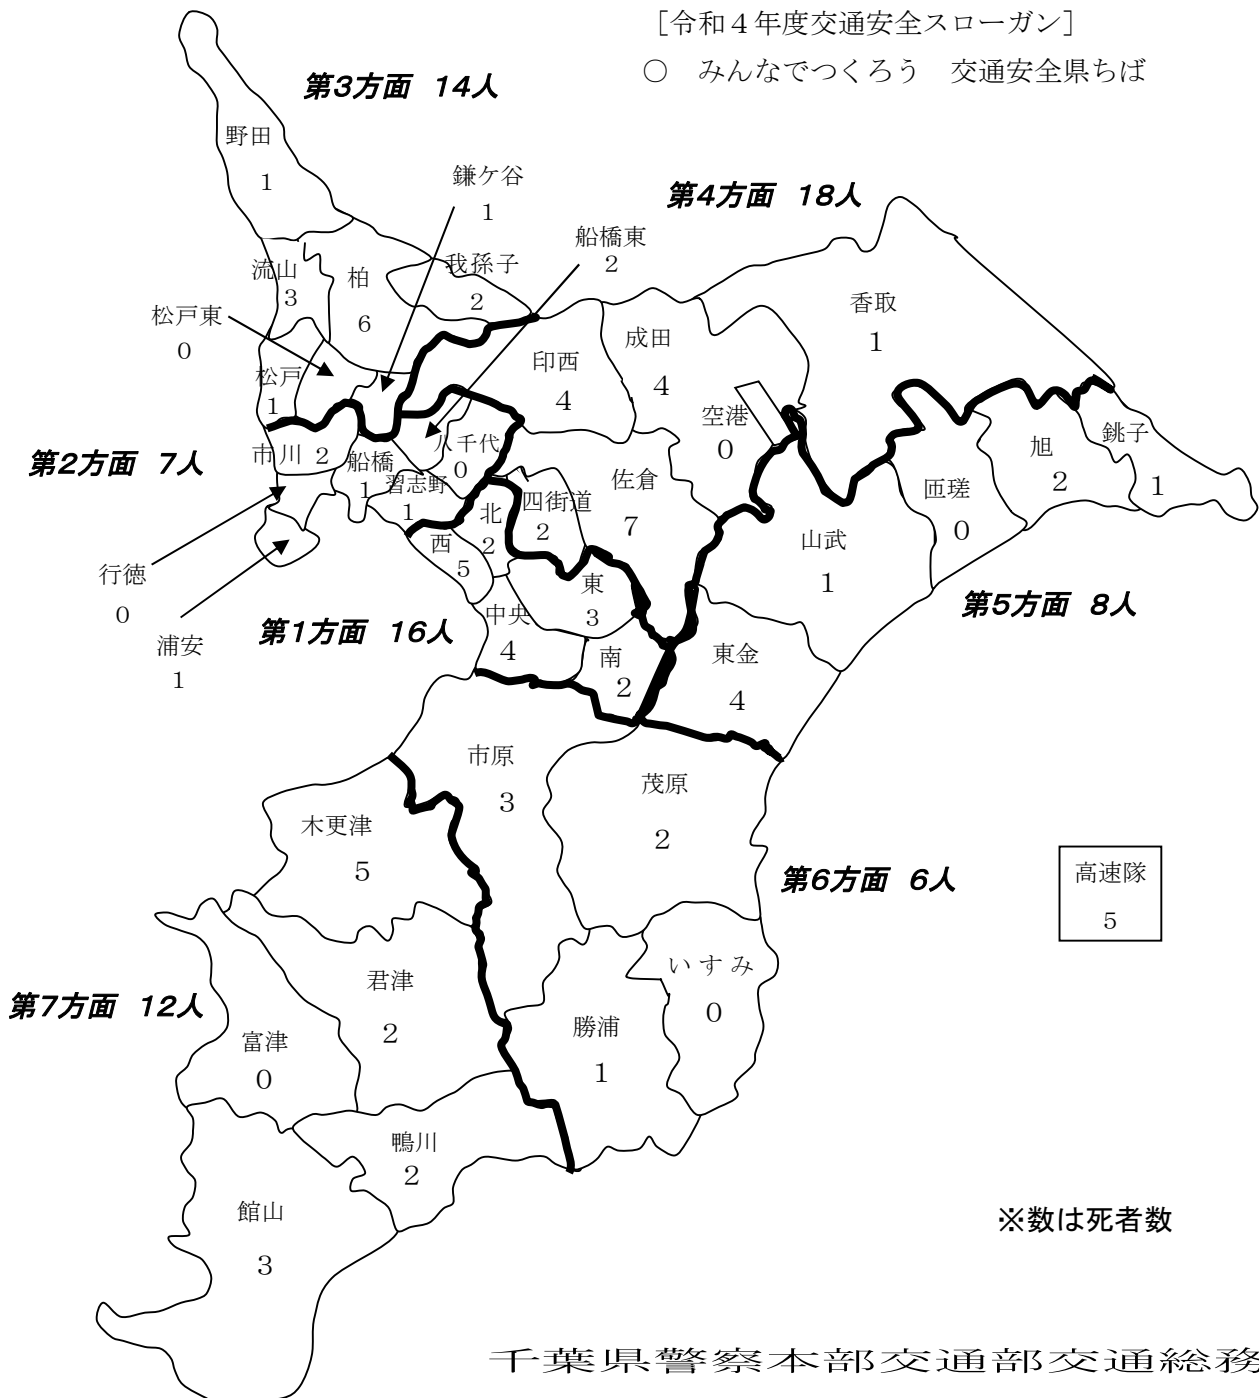 ［令和４年度交通安全スローガン］
○　みんなでつくろう　交通安全県ちば
第3方面　14人
野田
1
鎌ケ谷
1
第4方面　18人
船橋東
2
我孫子
2
流山
3
柏
6
香取
1
松戸東
0
成田
4
印西
4
松戸
1
空港
0
銚子
1
旭
2
市川 2
船橋
1
八千代
0
第2方面　7人
習志野
1
佐倉
7
四街道
2
北
2
匝瑳
0
西
5
山武
1
行徳
0
東
3
第5方面　8人
浦安
1
第1方面　16人
中央
4
南
2
東金
4
市原
3
茂原
2
木更津
5
第6方面　6人
高速隊
5
いすみ
0
君津
2
第7方面　12人
富津
0
勝浦
1
鴨川
2
館山
3
※数は死者数
千葉県警察本部交通部交通総務